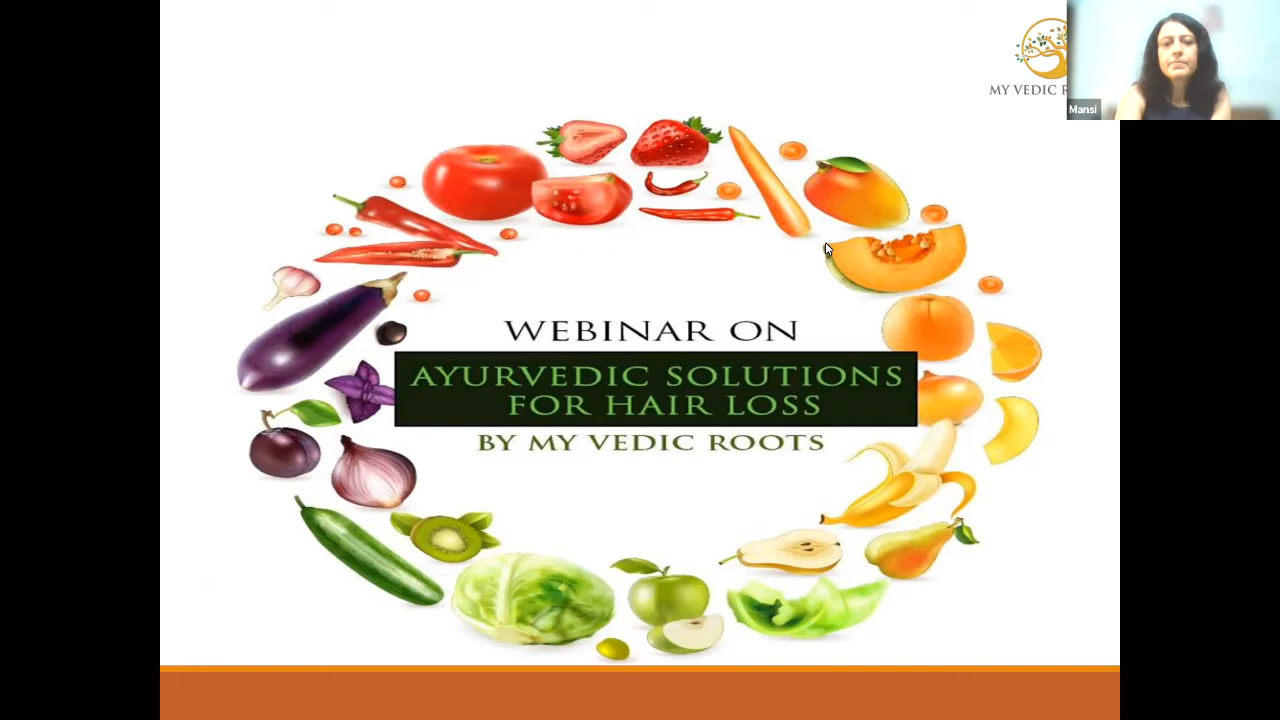 MY VEDIC
Mansi
WEBINAR ON
AYURVEDIC SOLUTIONS
FOR HAIR LOSS
BY MY VEDIC ROOTS